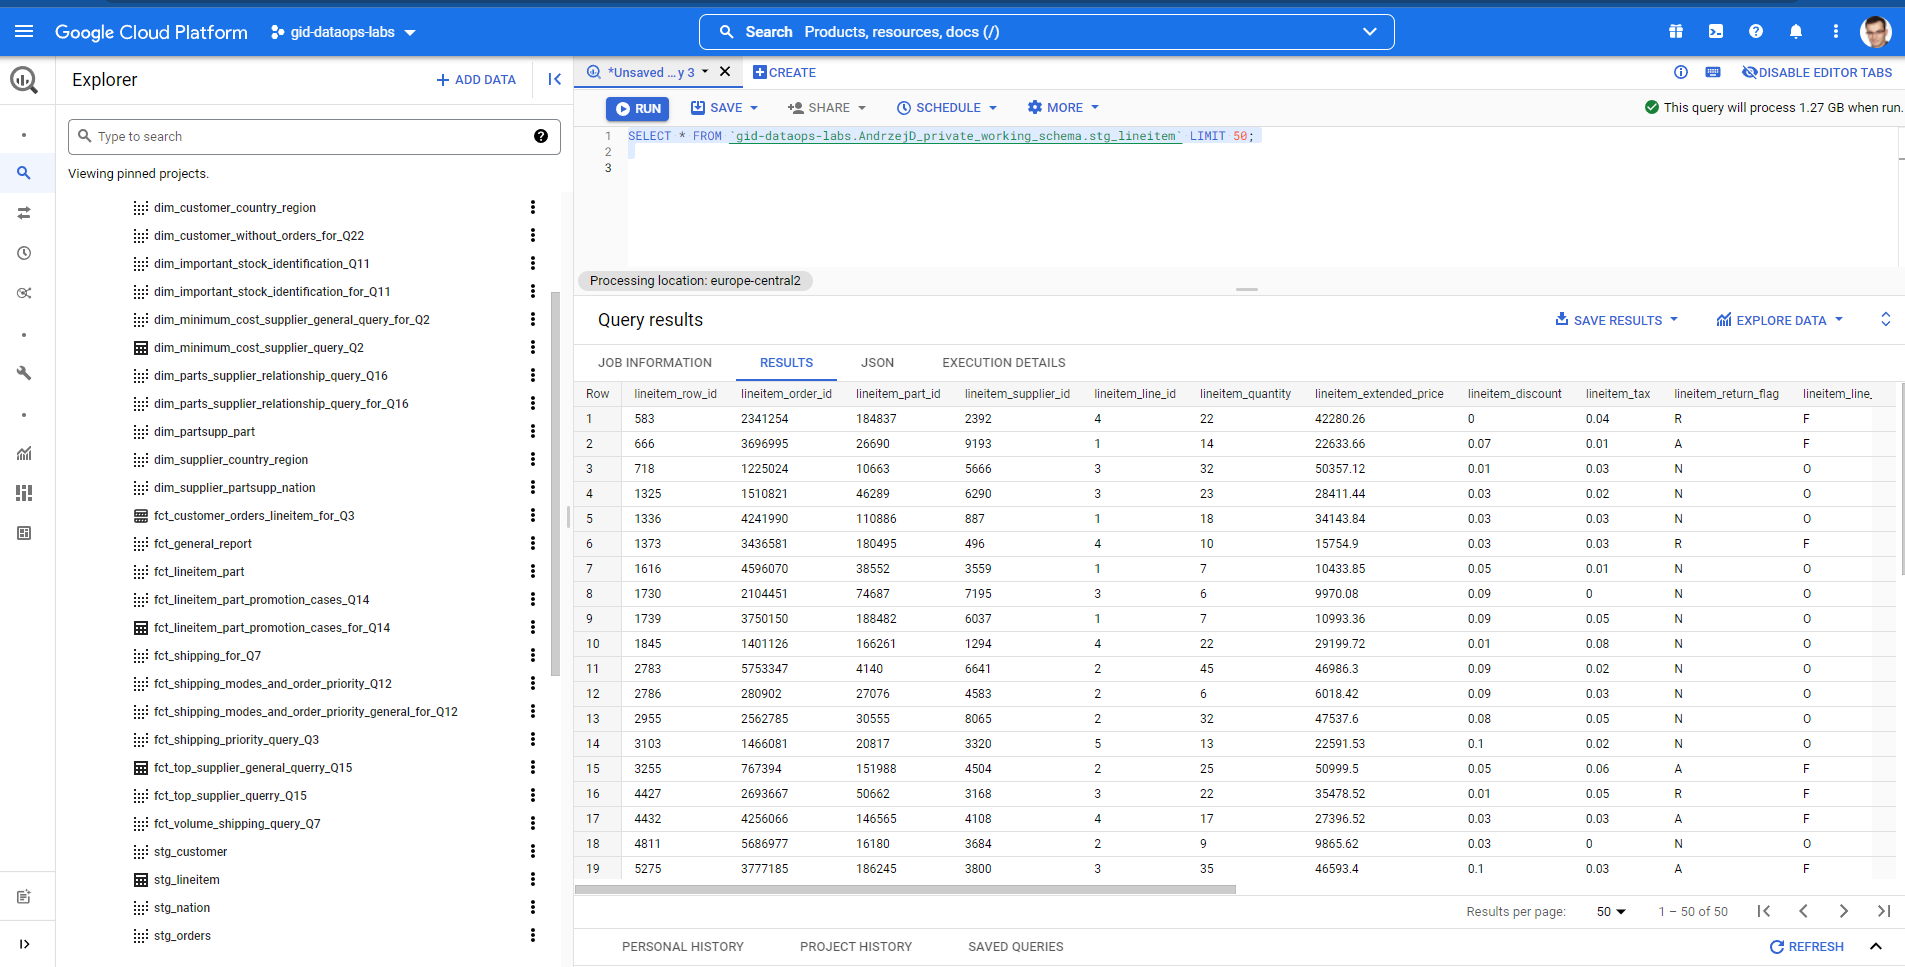 Google Cloud Platform
gid-dataops-labs
Search Products, resources, docs (/)
Explorer
ADD DATA
Type to search
Viewing pinned projects.
dim_customer_country_region
dim_customer_without_orders_for_Q22
dim_important_stock_identification_Q11
dim_important_stock_identification_for_Q11
dim_minimum_cost_supplier_general_query_for_Q2
dim_minimum_cost_supplier_query_Q2
dim_parts_supplier_relationship_query_Q16
dim_parts_supplier_relationship_query_for_Q16
dim_partsupp_part
dim_supplier_country_region
dim_supplier_partsupp_nation
fct_customer_orders_lineitem_for_Q3
fct_general_report
fct_lineitem_part
fct_lineitem_part_promotion_cases_Q14
fct_lineitem_part_promotion_cases_for_Q14
fct_shipping_for_Q7
fct_shipping_modes_and_order_priority_Q12
fct_shipping_modes_and_order_priority_general_for_Q12
fct_shipping_priority_query_Q3
fct_top_supplier_general_querry_Q15
fct_top_supplier_querry_Q15
fct_volume_shipping_query_Q7
stg_customer
stg_lineitem
stg_nation
stg_orders
*Unsaved ...y 3
CREATE
DISABLE EDITOR TABS
RUN SAVE SHARE SCHEDULE MORE
This query will process 1.27 GB when run.
1 SELECT * FROM `gid-dataops-labs.AndrzejD_private_working_schema.stg_lineitem` LIMIT 50;
2
3
Processing location: europe-central2
Query results
SAVE RESULTS EXPLORE DATA
JOB INFORMATION RESULTS JSON EXECUTION DETAILS
Row lineitem_row_id lineitem_order_id lineitem_part_id lineitem_supplier_id lineitem_line_id lineitem_quantity lineitem_extended_price lineitem_discount lineitem_tax lineitem_return_flag lineitem_line_
1 583 2341254 184837 2392 4 22 42280.26 0 0.04 R F
2 666 3696995 26690 9193 1 14 22633.66 0.07 0.01 A F
3 718 1225024 10663 5666 3 32 50357.12 0.01 0.03 N O
4 1325 1510821 46289 6290 3 23 28411.44 0.03 0.02 N O
5 1336 4241990 110886 887 1 18 34143.84 0.03 0.03 N O
6 1373 3436581 180495 496 4 10 15754.9 0.03 0.03 R F
7 1616 4596070 38552 3559 1 7 10433.85 0.05 0.01 N O
8 1730 2104451 74687 7195 3 6 9970.08 0.09 0 N O
9 1739 3750150 188482 6037 1 7 10993.36 0.09 0.05 N O
10 1845 1401126 166261 1294 4 22 29199.72 0.01 0.08 N O
11 2783 5753347 4140 6641 2 45 46986.3 0.09 0.02 N O
12 2786 280902 27076 4583 2 6 6018.42 0.09 0.03 N O
13 2955 2562785 30555 8065 2 32 47537.6 0.08 0.05 N O
14 3103 1466081 20817 3320 5 13 22591.53 0.1 0.02 N O
15 3255 767394 151988 4504 2 25 50999.5 0.05 0.06 A F
16 4427 2693667 50662 3168 3 22 35478.52 0.01 0.05 R F
17 4432 4256066 146565 4108 4 17 27396.52 0.03 0.03 A F
18 4811 5686977 16180 3684 2 9 9865.62 0.03 0 N O
19 5275 3777185 186245 3800 3 35 46593.4 0.1 0.03 A F
Results per page: 50 1 – 50 of 50
PERSONAL HISTORY PROJECT HISTORY SAVED QUERIES
REFRESH